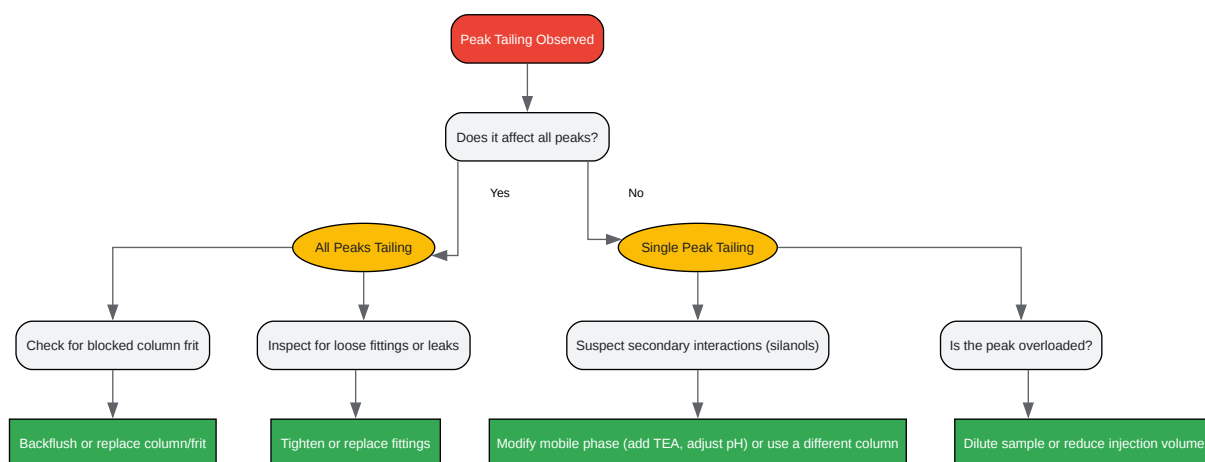 Peak Tailing Observed
Does it affect all peaks?
Yes
No
All Peaks Tailing
Single Peak Tailing
Check for blocked column frit
Inspect for loose fittings or leaks
Suspect secondary interactions (silanols)
Is the peak overloaded?
Backflush or replace column/frit
Tighten or replace fittings
Modify mobile phase (add TEA, adjust pH) or use a different column
Dilute sample or reduce injection volume